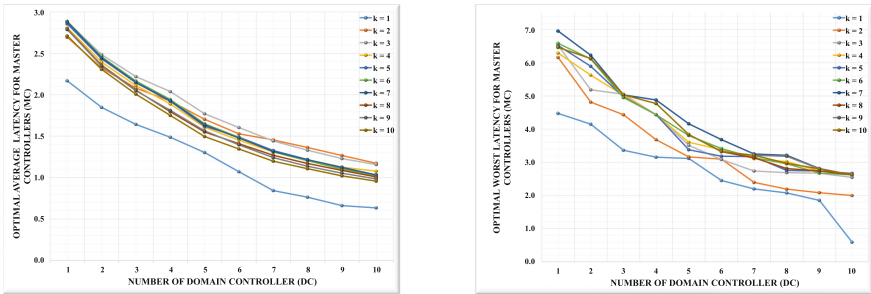 3.0
2.5
2.0
1.5
1.0
0.5
0.0
OPTIMAL AVERAGE LATENCY FOR MASTER
CONTROLLERS (MC)
1 2 3 4 5 6 7 8 9 10
NUMBER OF DOMAIN CONTROLLER (DC)
k = 1
k = 2
k = 3
k = 4
k = 5
k = 6
k = 7
k = 8
k = 9
k = 10
7.0
6.0
5.0
4.0
3.0
2.0
1.0
0.0
OPTIMAL WORST LATENCY FOR MASTER
CONTROLLERS (MC)
1 2 3 4 5 6 7 8 9 10
NUMBER OF DOMAIN CONTROLLER (DC)
k = 1
k = 2
k = 3
k = 4
k = 5
k = 6
k = 7
k = 8
k = 9
k = 10